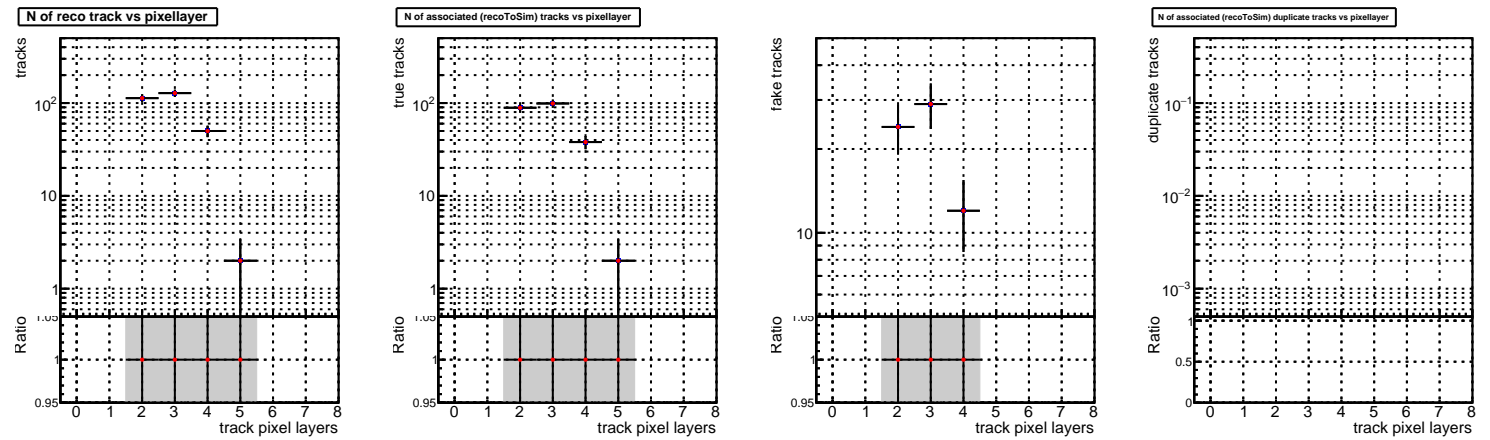 N of reco track vs pixellayer
tracks
10²
10
1
Ratio
1.05
1
0.95
0 1 2 3 4 5 6 7 8
track pixel layers
N of associated (recoToSim) tracks vs pixellayer
true tracks
10²
10
1
Ratio
1.05
1
0.95
0 1 2 3 4 5 6 7 8
track pixel layers
fake tracks
10
Ratio
1.05
1
0.95
0 1 2 3 4 5 6 7 8
track pixel layers
N of associated (recoToSim) duplicate tracks vs pixellayer
duplicate tracks
10⁻¹
10⁻²
10⁻³
Ratio
1
0.5
0
0 1 2 3 4 5 6 7 8
track pixel layers